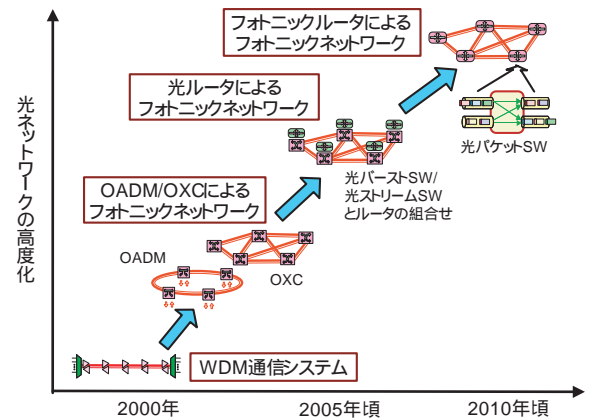 フォトニックルータによる
フォトニックネットワーク
光ルータによる
フォトニックネットワーク
光パケットSW
光バーストSW/
光ストリームSW
とルータの組合せ
OADM/OXCによる
フォトニックネットワーク
OADM
OXC
WDM通信システム
光ネットワークの高度化
2000年
2005年頃
2010年頃